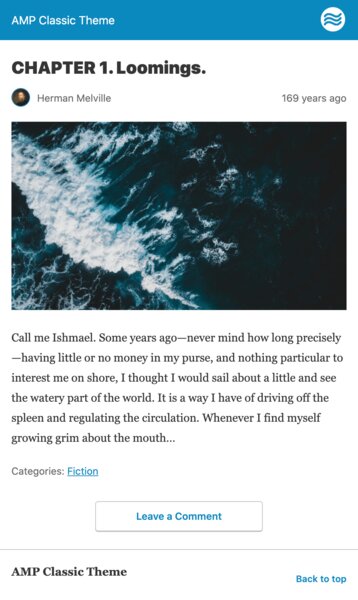 AMP Classic Theme
CHAPTER 1. Loomings.
Herman Melville
169 years ago
Call me Ishmael. Some years ago—never mind how long precisely
—having little or no money in my purse, and nothing particular to
interest me on shore, I thought I would sail about a little and see
the watery part of the world. It is a way I have of driving off the
spleen and regulating the circulation. Whenever I find myself
growing grim about the mouth...
Categories: Fiction
Leave a Comment
AMP Classic Theme
Back to top